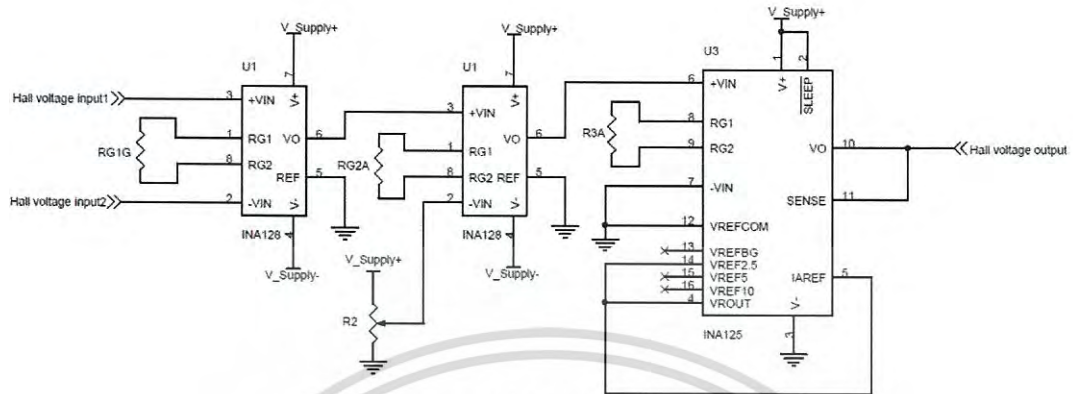 V_Supply+
U1
7
V+
Hall voltage input1
3
+VIN
1
RG1
VO
6
RG1G
8
RG2
REF
5
Hall voltage input2
2
-VIN
V-
INA128
4
V_Supply-
V_Supply+
U1
7
V+
3
+VIN
VO
6
1
RG1
RG2A
8
RG2
REF
5
2
-VIN
V-
INA128
4
V_Supply-
V_Supply+
R2
V_Supply+
U3
1
2
V+
SLEEP
6
+VIN
8
RG1
R3A
9
RG2
VO
10
Hall voltage output
7
-VIN
SENSE
11
12
VREFCOM
13
VREFBG
14
VREF2.5
15
VREF5
IAREF
5
16
VREF10
4
VROUT
V-
3
INA125